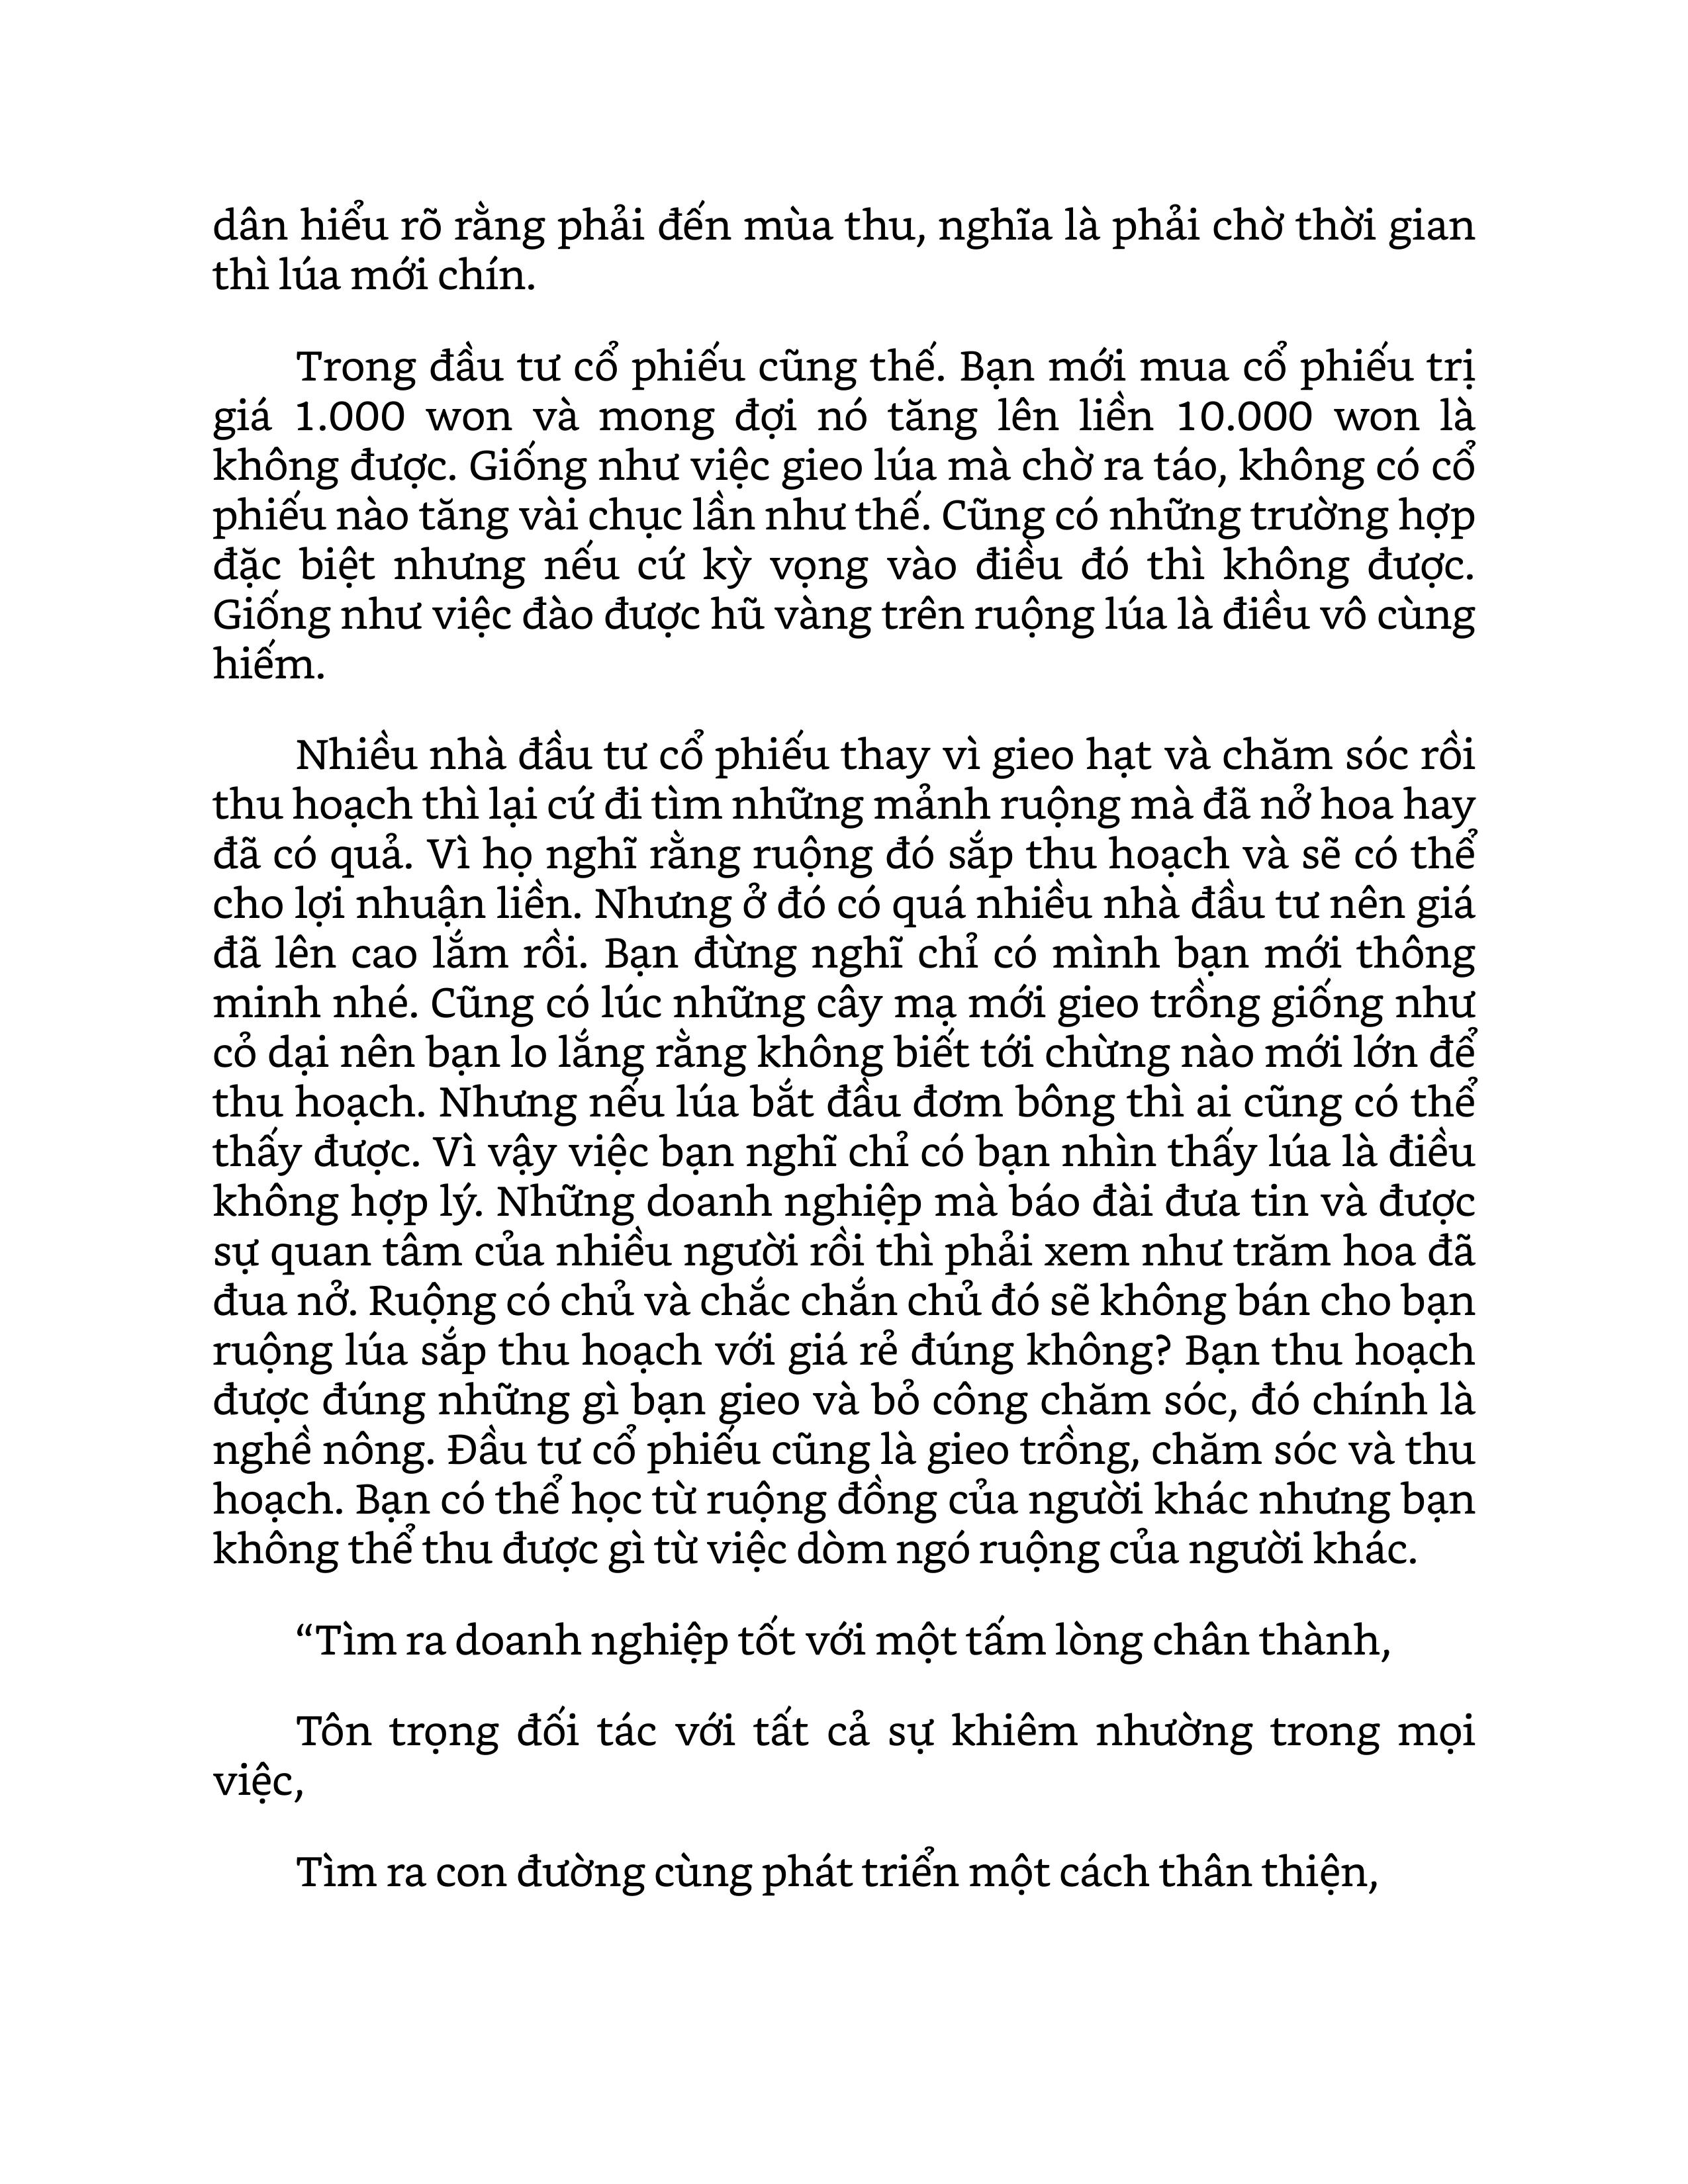 dân hiểu rõ rằng phải đến mùa thu, nghĩa là phải chờ thời gian
thì lúa mới chín.
Trong đầu tư cổ phiếu cũng thế. Bạn mới mua cổ phiếu trị
giá 1.000 won và mong đợi nó tăng lên liền 10.000 won là
không được. Giống như việc gieo lúa mà chờ ra táo, không có cổ
phiếu nào tăng vài chục lần như thế. Cũng có những trường hợp
đặc biệt nhưng nếu cứ kỳ vọng vào điều đó thì không được.
Giống như việc đào được hũ vàng trên ruộng lúa là điều vô cùng
hiếm.
Nhiều nhà đầu tư cổ phiếu thay vì gieo hạt và chăm sóc rồi
thu hoạch thì lại cứ đi tìm những mảnh ruộng mà đã nở hoa hay
đã có quả. Vì họ nghĩ rằng ruộng đó sắp thu hoạch và sẽ có thể
cho lợi nhuận liền. Nhưng ở đó có quá nhiều nhà đầu tư nên giá
đã lên cao lắm rồi. Bạn đừng nghĩ chỉ có mình bạn mới thông
minh nhé. Cũng có lúc những cây mạ mới gieo trồng giống như
cỏ dại nên bạn lo lắng rằng không biết tới chừng nào mới lớn để
thu hoạch. Nhưng nếu lúa bắt đầu đơm bông thì ai cũng có thể
thấy được. Vì vậy việc bạn nghĩ chỉ có bạn nhìn thấy lúa là điều
không hợp lý. Những doanh nghiệp mà báo đài đưa tin và được
sự quan tâm của nhiều người rồi thì phải xem như trăm hoa đã
đua nở. Ruộng có chủ và chắc chắn chủ đó sẽ không bán cho bạn
ruộng lúa sắp thu hoạch với giá rẻ đúng không? Bạn thu hoạch
được đúng những gì bạn gieo và bỏ công chăm sóc, đó chính là
nghề nông. Đầu tư cổ phiếu cũng là gieo trồng, chăm sóc và thu
hoạch. Bạn có thể học từ ruộng đồng của người khác nhưng bạn
không thể thu được gì từ việc dòm ngó ruộng của người khác.
“Tìm ra doanh nghiệp tốt với một tấm lòng chân thành,
Tôn trọng đối tác với tất cả sự khiêm nhường trong mọi
việc,
Tìm ra con đường cùng phát triển một cách thân thiện,